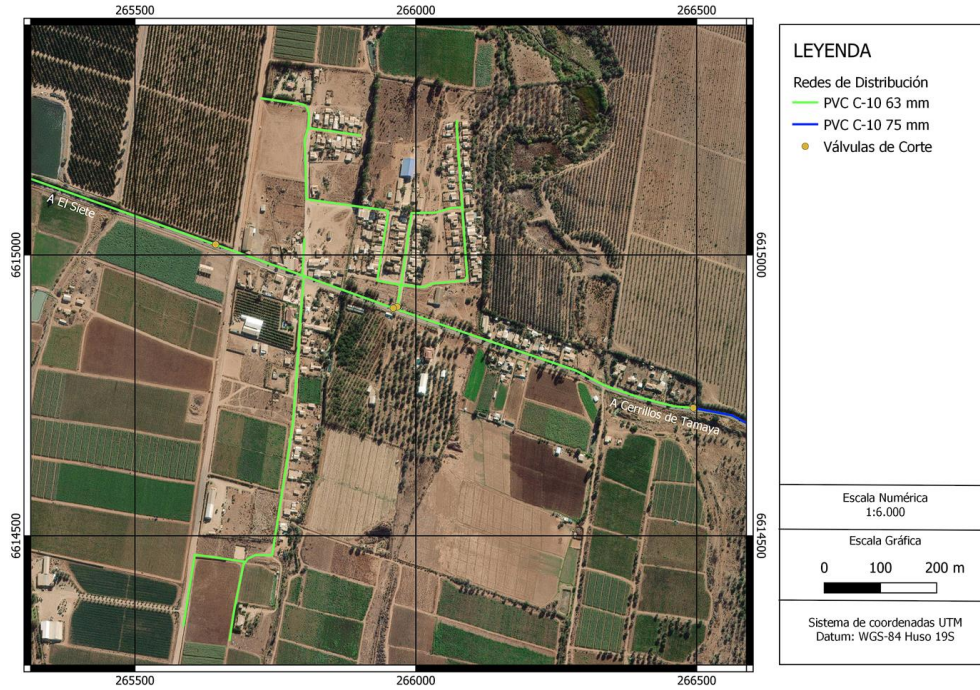 265500 266000 266500
LEYENDA
Redes de Distribución
PVC C-10 63 mm
PVC C-10 75 mm
Válvulas de Corte
A El Siete
6615000 6615000
A Cerrillos de Tamaya
6614500 6614500
Escala Numérica
1:6.000
Escala Gráfica
0 100 200 m
Sistema de coordenadas UTM
Datum: WGS-84 Huso 19S
265500 266000 266500